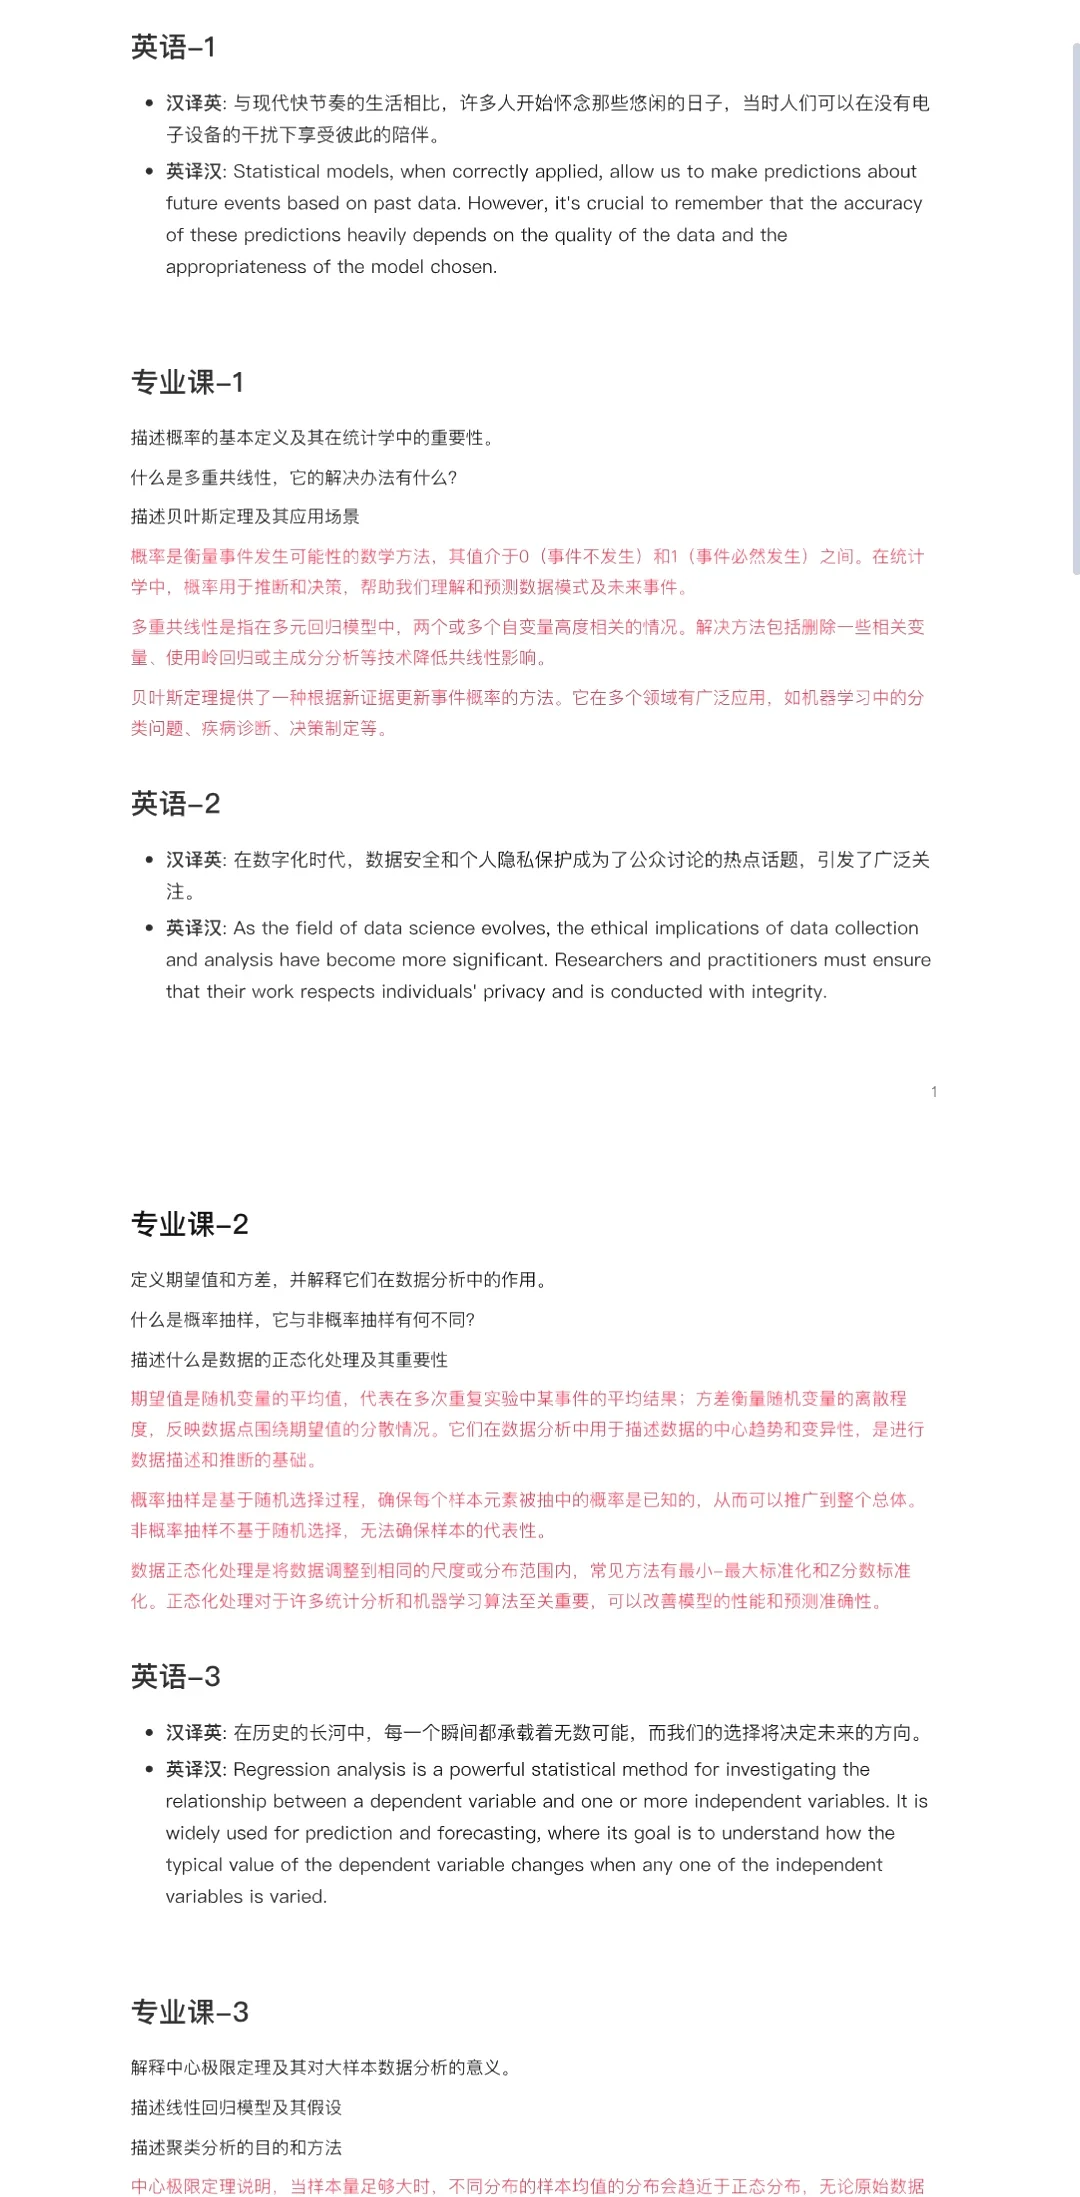 英语-1
• 汉译英: 与现代快节奏的生活相比，许多人开始怀念那些悠闲的日子，当时人们可以在没有电
子设备的干扰下享受彼此的陪伴。
• 英译汉: Statistical models, when correctly applied, allow us to make predictions about
future events based on past data. However, it's crucial to remember that the accuracy
of these predictions heavily depends on the quality of the data and the
appropriateness of the model chosen.
专业课-1
描述概率的基本定义及其在统计学中的重要性。
什么是多重共线性，它的解决办法有什么?
描述贝叶斯定理及其应用场景
概率是衡量事件发生可能性的数学方法，其值介于0（事件不发生）和1（事件必然发生）之间。在统计
学中，概率用于推断和决策，帮助我们理解和预测数据模式及未来事件。
多重共线性是指在多元回归模型中，两个或多个自变量高度相关的情况。解决方法包括删除一些相关变
量、使用岭回归或主成分分析等技术降低共线性影响。
贝叶斯定理提供了一种根据新证据更新事件概率的方法。它在多个领域有广泛应用，如机器学习中的分
类问题、疾病诊断、决策制定等。
英语-2
• 汉译英: 在数字化时代，数据安全和个人隐私保护成为了公众讨论的热点话题，引发了广泛关
注。
• 英译汉: As the field of data science evolves, the ethical implications of data collection
and analysis have become more significant. Researchers and practitioners must ensure
that their work respects individuals' privacy and is conducted with integrity.
1
专业课-2
定义期望值和方差，并解释它们在数据分析中的作用。
什么是概率抽样，它与非概率抽样有何不同?
描述什么是数据的正态化处理及其重要性
期望值是随机变量的平均值，代表在多次重复实验中某事件的平均结果；方差衡量随机变量的离散程
度，反映数据点围绕期望值的分散情况。它们在数据分析中用于描述数据的中心趋势和变异性，是进行
数据描述和推断的基础。
概率抽样是基于随机选择过程，确保每个样本元素被抽中的概率是已知的，从而可以推广到整个总体。
非概率抽样不基于随机选择，无法确保样本的代表性。
数据正态化处理是将数据调整到相同的尺度或分布范围内，常见方法有最小-最大标准化和Z分数标准
化。正态化处理对于许多统计分析和机器学习算法至关重要，可以改善模型的性能和预测准确性。
英语-3
• 汉译英: 在历史的长河中，每一个瞬间都承载着无数可能，而我们的选择将决定未来的方向。
• 英译汉: Regression analysis is a powerful statistical method for investigating the
relationship between a dependent variable and one or more independent variables. It is
widely used for prediction and forecasting, where its goal is to understand how the
typical value of the dependent variable changes when any one of the independent
variables is varied.
专业课-3
解释中心极限定理及其对大样本数据分析的意义。
描述线性回归模型及其假设
描述聚类分析的目的和方法
中心极限定理说明，当样本量足够大时，不同分布的样本均值的分布会趋近于正态分布，无论原始数据